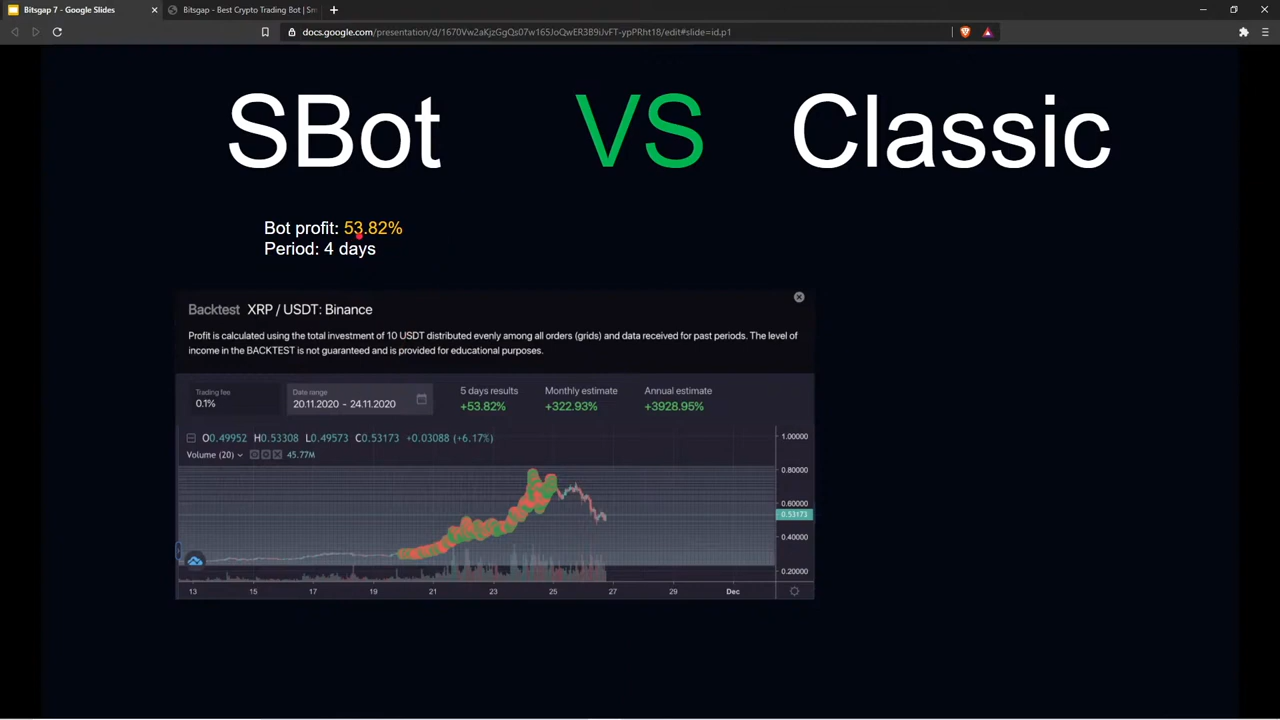 Bitsgap 7 - Google Slides
Bitsgap - Best Crypto Trading Bot | Sm
docs.google.com/presentation/d/1670Vw2aKjzGgQs07w165JoQwER3B9iJvFT-ypPRht18/edit#slide=id.p1
SBot VS Classic
Bot profit: 53.82%
Period: 4 days
Backtest XRP / USDT: Binance
Profit is calculated using the total investment of 10 USDT distributed evenly among all orders (grids) and data received for past periods. The level of
income in the BACKTEST is not guaranteed and is provided for educational purposes.
Trading fee
0.1%
Date range
20.11.2020 - 24.11.2020
5 days results
+53.82%
Monthly estimate
+322.93%
Annual estimate
+3928.95%
O0.49952 H0.53308 L0.49573 C0.53173 +0.03088 (+6.17%)
Volume (20) 45.77M
1.00000
0.80000
0.60000
0.53173
0.40000
0.20000
13 15 17 19 21 23 25 27 29 Dec